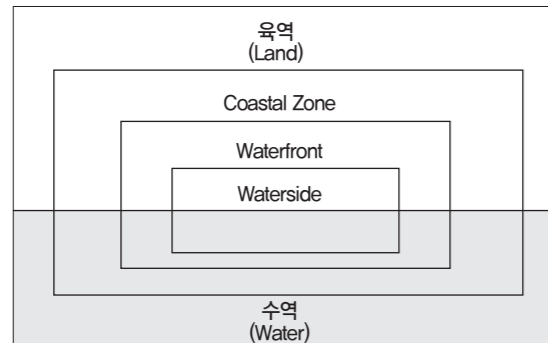 육역
(Land)
Coastal Zone
Waterfront
Waterside
수역
(Water)